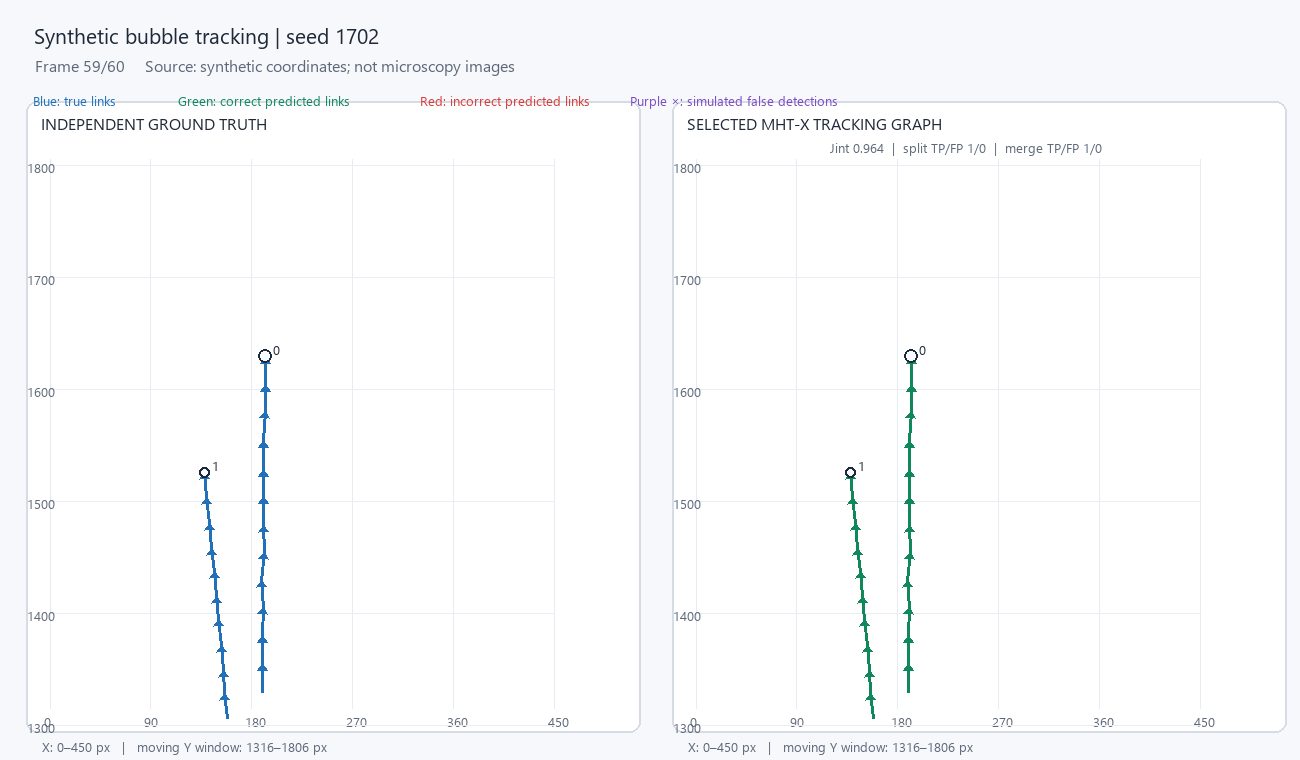 Synthetic bubble tracking | seed 1702
Frame 59/60 Source: synthetic coordinates; not microscopy images
Blue: true links Green: correct predicted links Red: incorrect predicted links Purple ×: simulated false detections
INDEPENDENT GROUND TRUTH
1800
1700
1600
1500
1400
1300
0 90 180 270 360 450
0
1
X: 0–450 px | moving Y window: 1316–1806 px
SELECTED MHT-X TRACKING GRAPH
Jint 0.964 | split TP/FP 1/0 | merge TP/FP 1/0
1800
1700
1600
1500
1400
1300
0 90 180 270 360 450
0
1
X: 0–450 px | moving Y window: 1316–1806 px